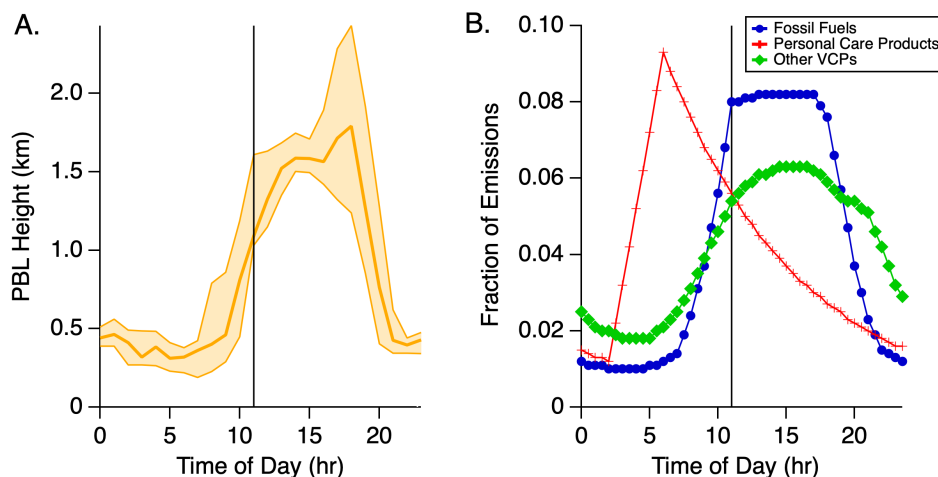 A.
PBL Height (km)
2.0
1.5
1.0
0.5
0
0 5 10 15 20
Time of Day (hr)
B.
Fraction of Emissions
0.10
0.08
0.06
0.04
0.02
0.00
0 5 10 15 20
Time of Day (hr)
Fossil Fuels
Personal Care Products
Other VCPs